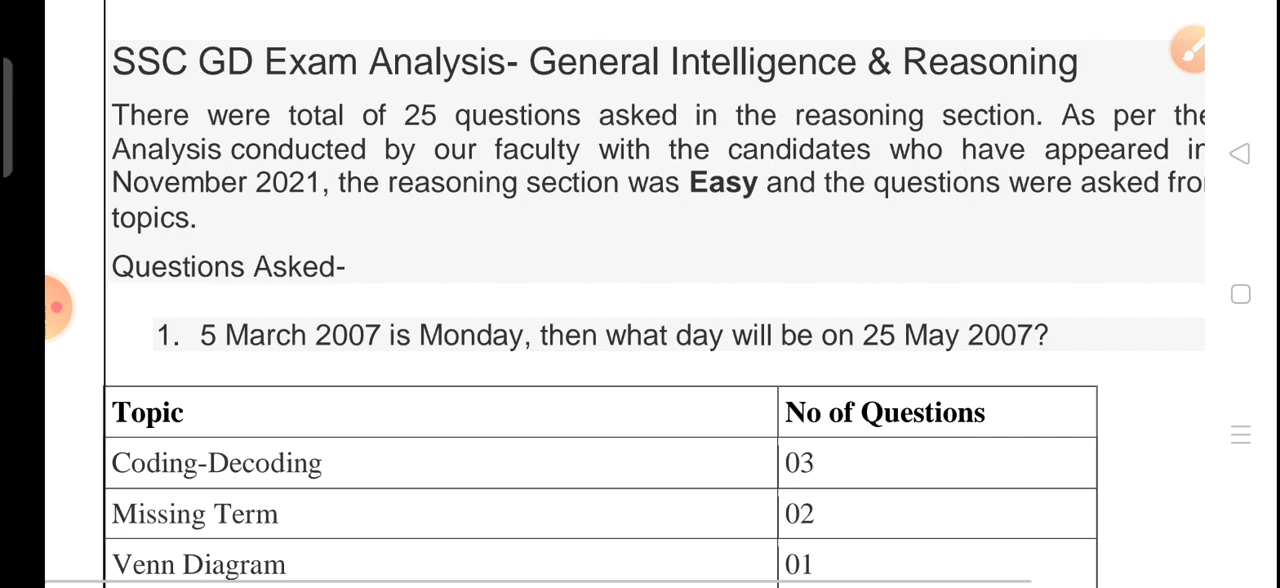 SSC GD Exam Analysis- General Intelligence & Reasoning
There were total of 25 questions asked in the reasoning section. As per the
Analysis conducted by our faculty with the candidates who have appeared in
November 2021, the reasoning section was Easy and the questions were asked fro
topics.
Questions Asked-
1. 5 March 2007 is Monday, then what day will be on 25 May 2007?
Topic No of Questions
Coding-Decoding 03
Missing Term 02
Venn Diagram 01